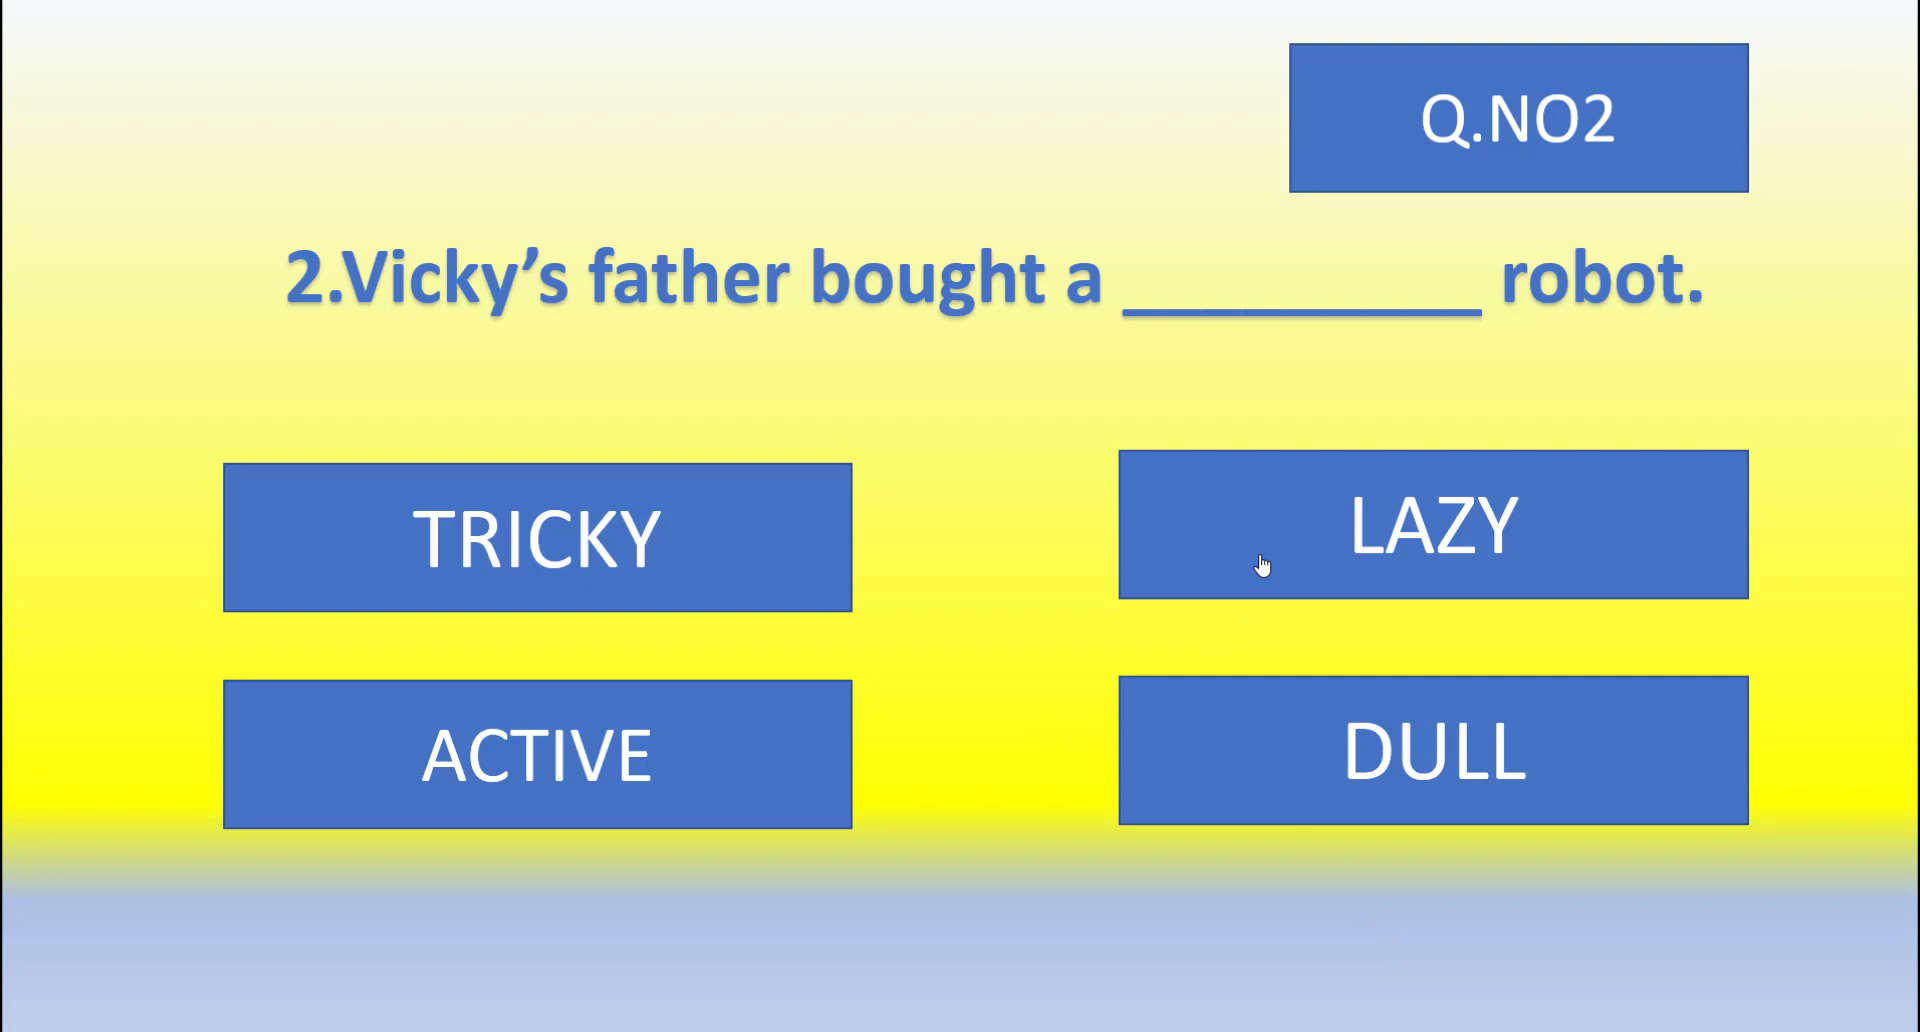 Q.NO2
2.Vicky’s father bought a __________ robot.
TRICKY
LAZY
ACTIVE
DULL